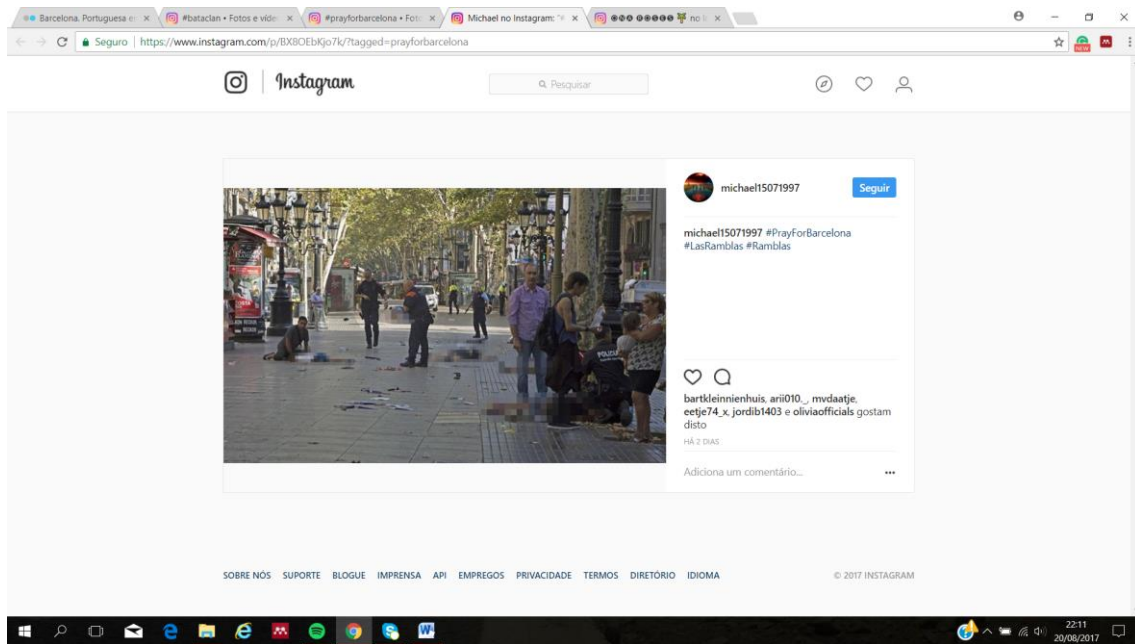 Barcelona. Portuguesa e
#bataclan • Fotos e víde
#prayforbarcelona • Fot
Michael no Instagram: "#
no I
Seguro | https://www.instagram.com/p/BX8OEbKjo7k/?tagged=prayforbarcelona
NEW
Instagram
Pesquisar
michael15071997
Seguir
michael15071997 #PrayForBarcelona
#LasRamblas #Ramblas
bartkleinnienhuis, arii010._, mvdaatje,
eetje74_x, jordib1403 e oliviaofficials gostam
disto
HÁ 2 DIAS
Adiciona um comentário...
SOBRE NÓS SUPORTE BLOGUE IMPRENSA API EMPREGOS PRIVACIDADE TERMOS DIRETÓRIO IDIOMA
© 2017 INSTAGRAM
22:11
20/08/2017